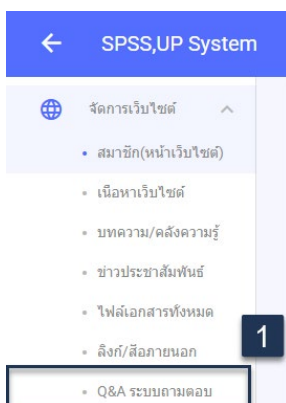 SPSS,UP System
จัดการเว็บไซต์
สมาชิก(หน้าเว็บไซต์)
เนื้อหาเว็บไซต์
บทความ/คลังความรู้
ข่าวประชาสัมพันธ์
ไฟล์เอกสารทั้งหมด
ลิงก์/สื่อภายนอก
1
Q&A ระบบถามตอบ